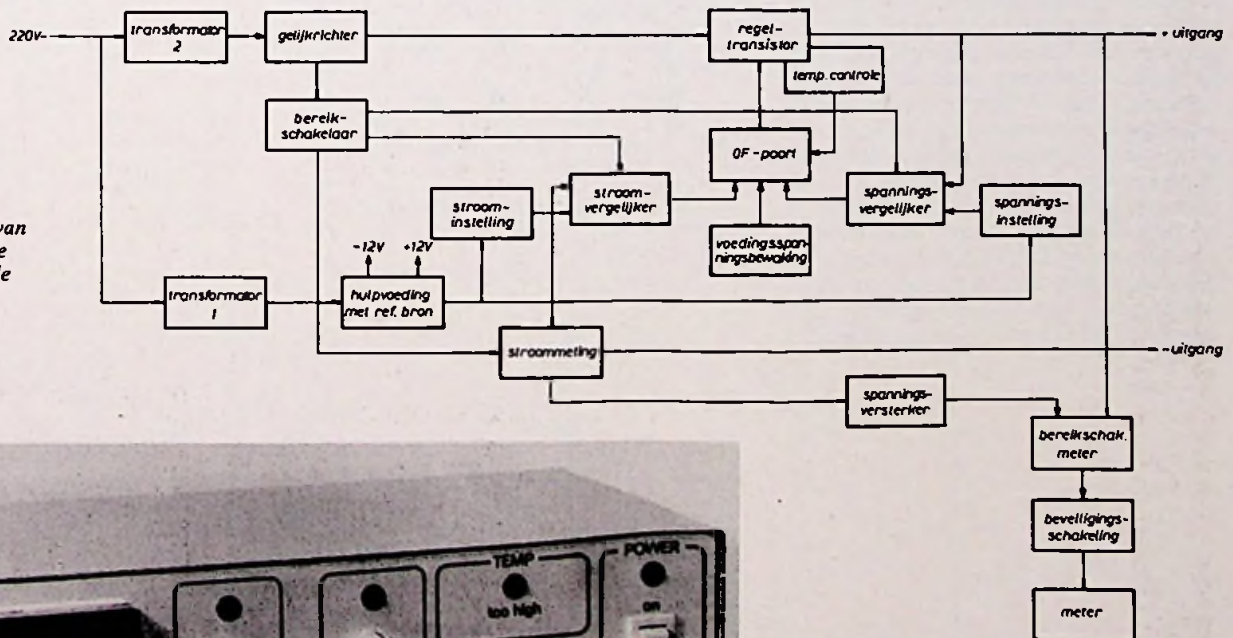 220V~
transformator
2
gelijkrichter
regel-
transistor
+ uitgang
temp. controle
bereik-
schakelaar
OF-poort
stroom-
instelling
stroom-
vergelijker
spannings-
vergelijker
spannings-
instelling
voedingsspan-
ningsbewaking
van
e
le
-12V
+12V
transformator
1
hulpvoeding
met ref. bron
stroommeting
- uitgang
spannings-
versterker
bereikschak.
meter
beveiligings-
schakeling
meter
TEMP
too high
POWER
on